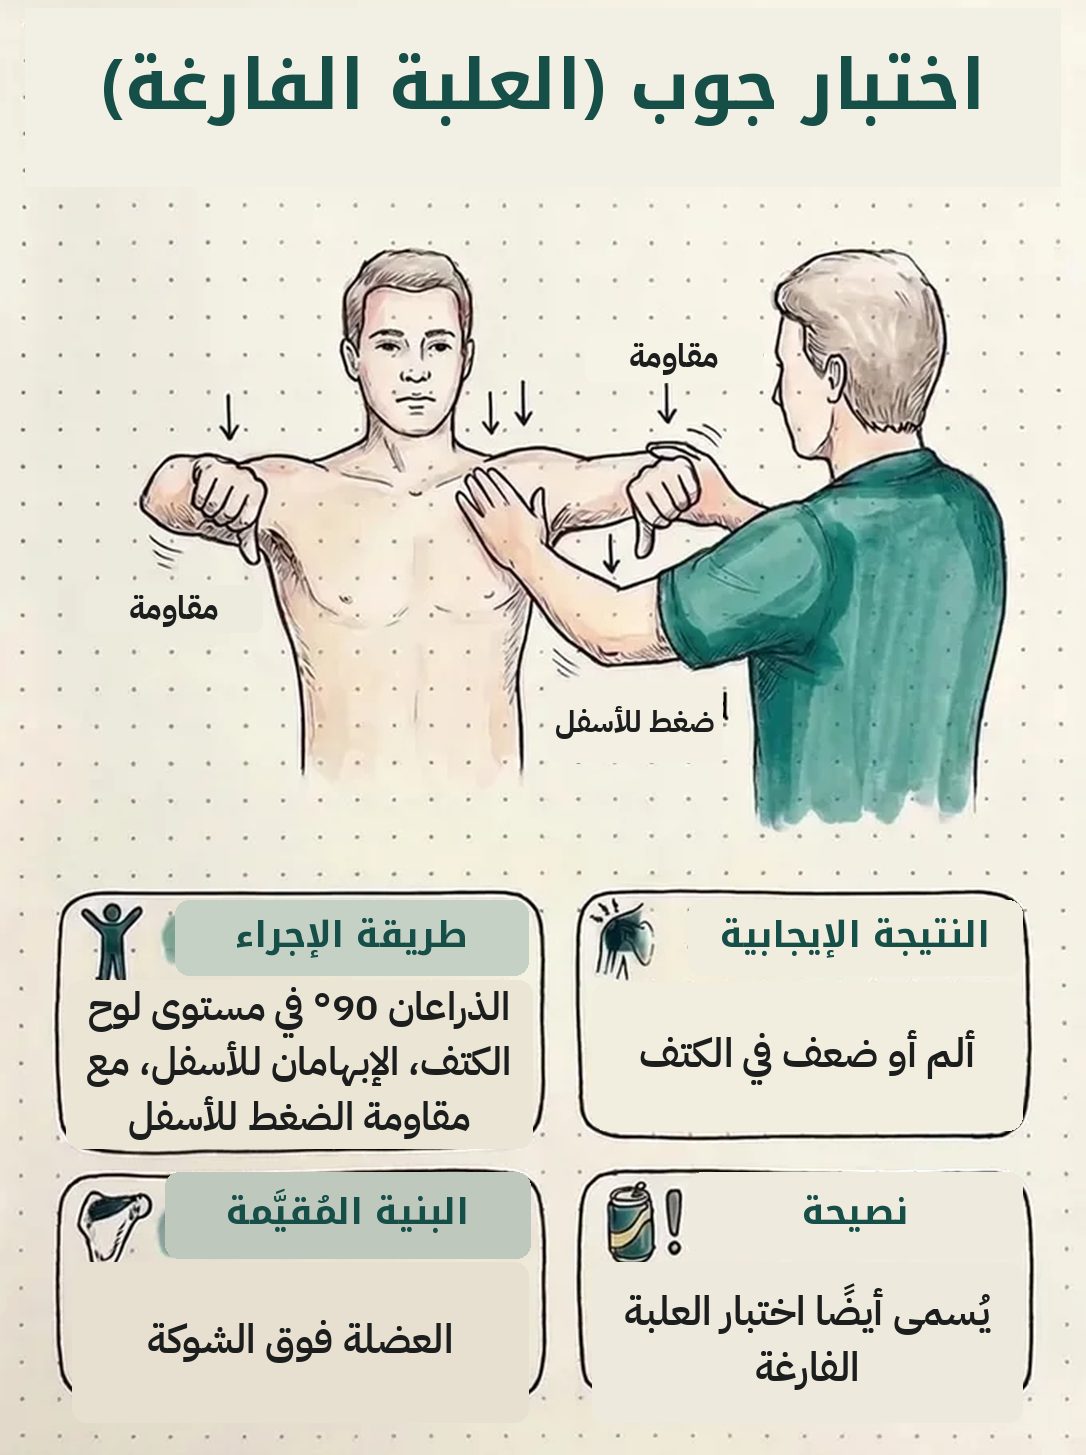 اختبار جوب (العلبة الفارغة)
مقاومة
مقاومة
ضغط للأسفل
النتيجة الإيجابية
ألم أو ضعف في الكتف
طريقة الإجراء
الذراعان 90° في مستوى لوح
الكتف، الإبهامان للأسفل، مع
مقاومة الضغط للأسفل
نصيحة
يُسمى أيضًا اختبار العلبة
الفارغة
البنية المُقيَّمة
العضلة فوق الشوكة